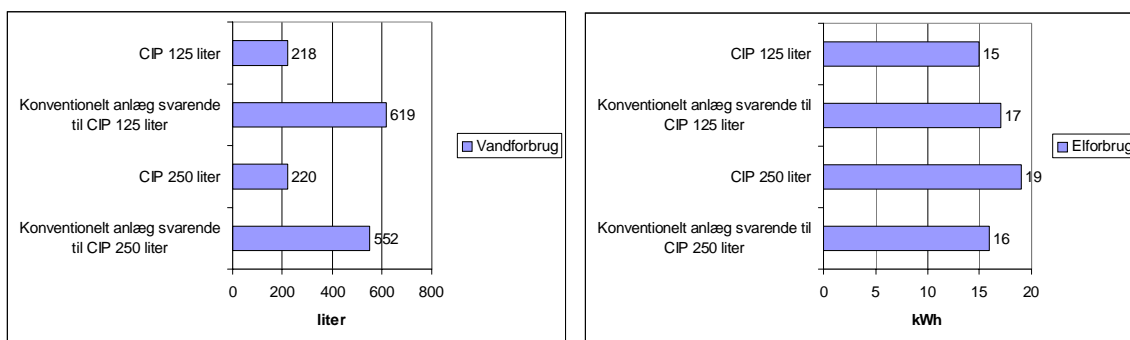 CIP 125 liter
218
Konventionelt anlæg svarende
til CIP 125 liter
619
CIP 250 liter
220
Konventionelt anlæg svarende
til CIP 250 liter
552
0 200 400 600 800
liter
Vandforbrug
CIP 125 liter
15
Konventionelt anlæg svarende til
CIP 125 liter
17
CIP 250 liter
19
Konventionelt anlæg svarende til
CIP 250 liter
16
0 5 10 15 20
kWh
Elforbrug